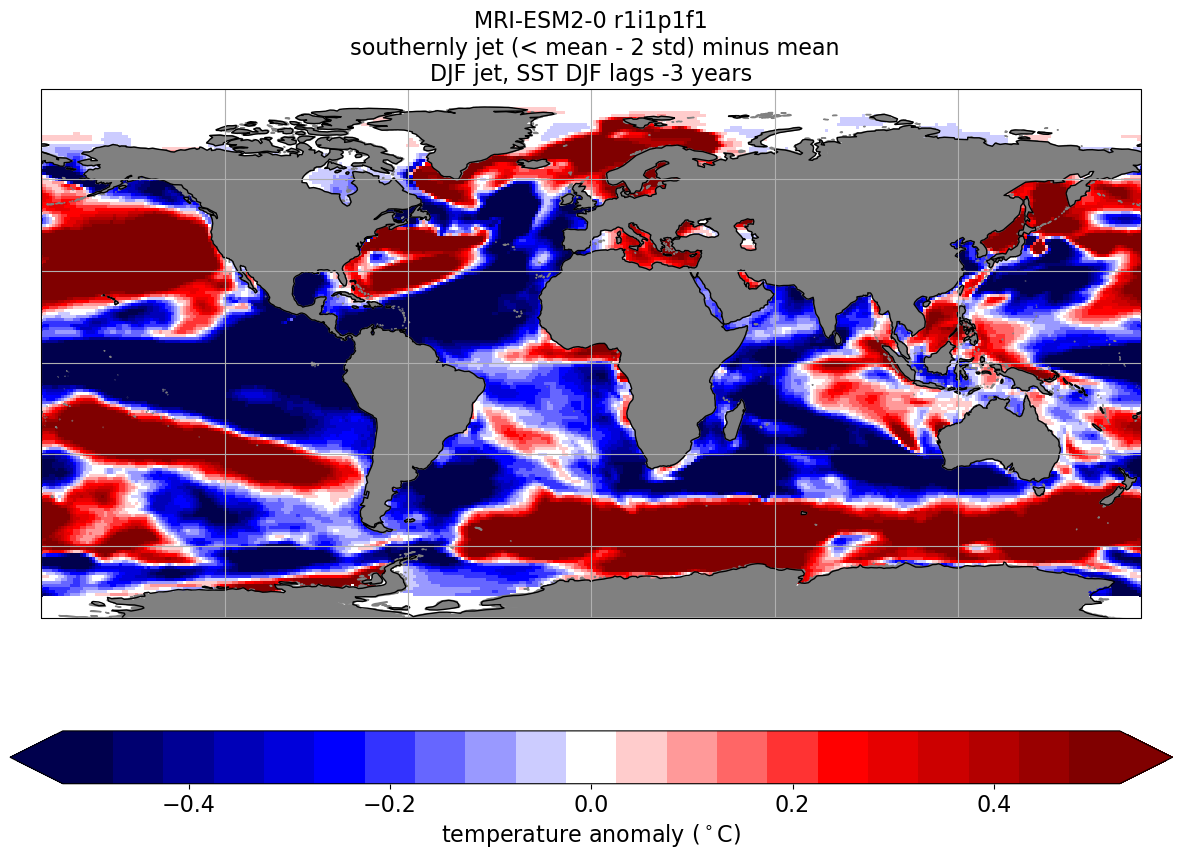 MRI-ESM2-0 r1i1p1f1
southernly jet (< mean - 2 std) minus mean
DJF jet, SST DJF lags -3 years
−0.4 −0.2 0.0 0.2 0.4
temperature anomaly (°C)